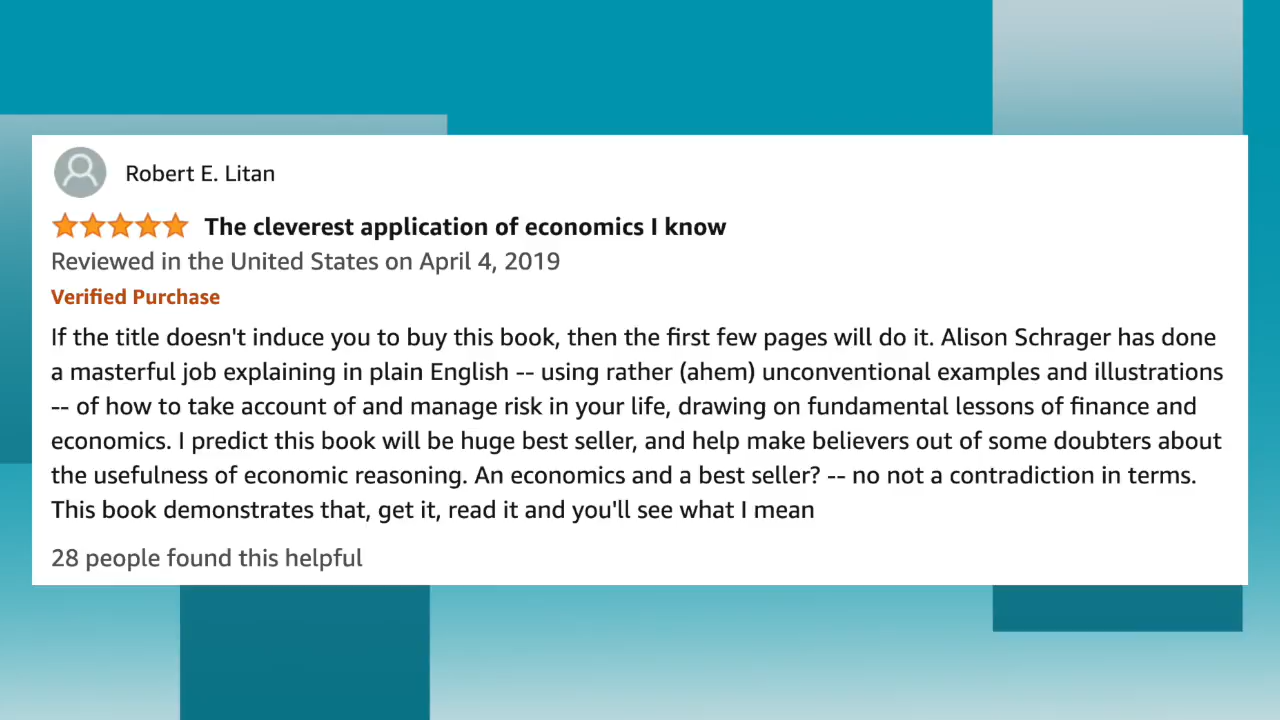 Robert E. Litan
The cleverest application of economics I know
Reviewed in the United States on April 4, 2019
Verified Purchase
If the title doesn't induce you to buy this book, then the first few pages will do it. Alison Schrager has done
a masterful job explaining in plain English -- using rather (ahem) unconventional examples and illustrations
-- of how to take account of and manage risk in your life, drawing on fundamental lessons of finance and
economics. I predict this book will be huge best seller, and help make believers out of some doubters about
the usefulness of economic reasoning. An economics and a best seller? -- no not a contradiction in terms.
This book demonstrates that, get it, read it and you'll see what I mean
28 people found this helpful